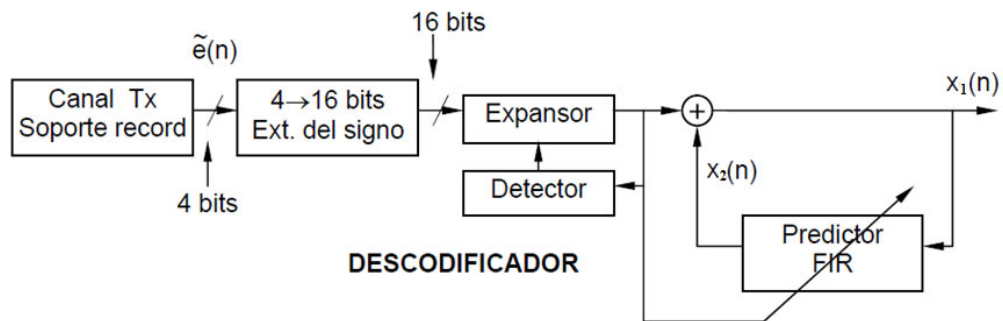 16 bits
ẽ(n)
Canal Tx
Soporte record
4→16 bits
Ext. del signo
Expansor
+
x₁(n)
4 bits
Detector
x₂(n)
Predictor
FIR
DESCODIFICADOR